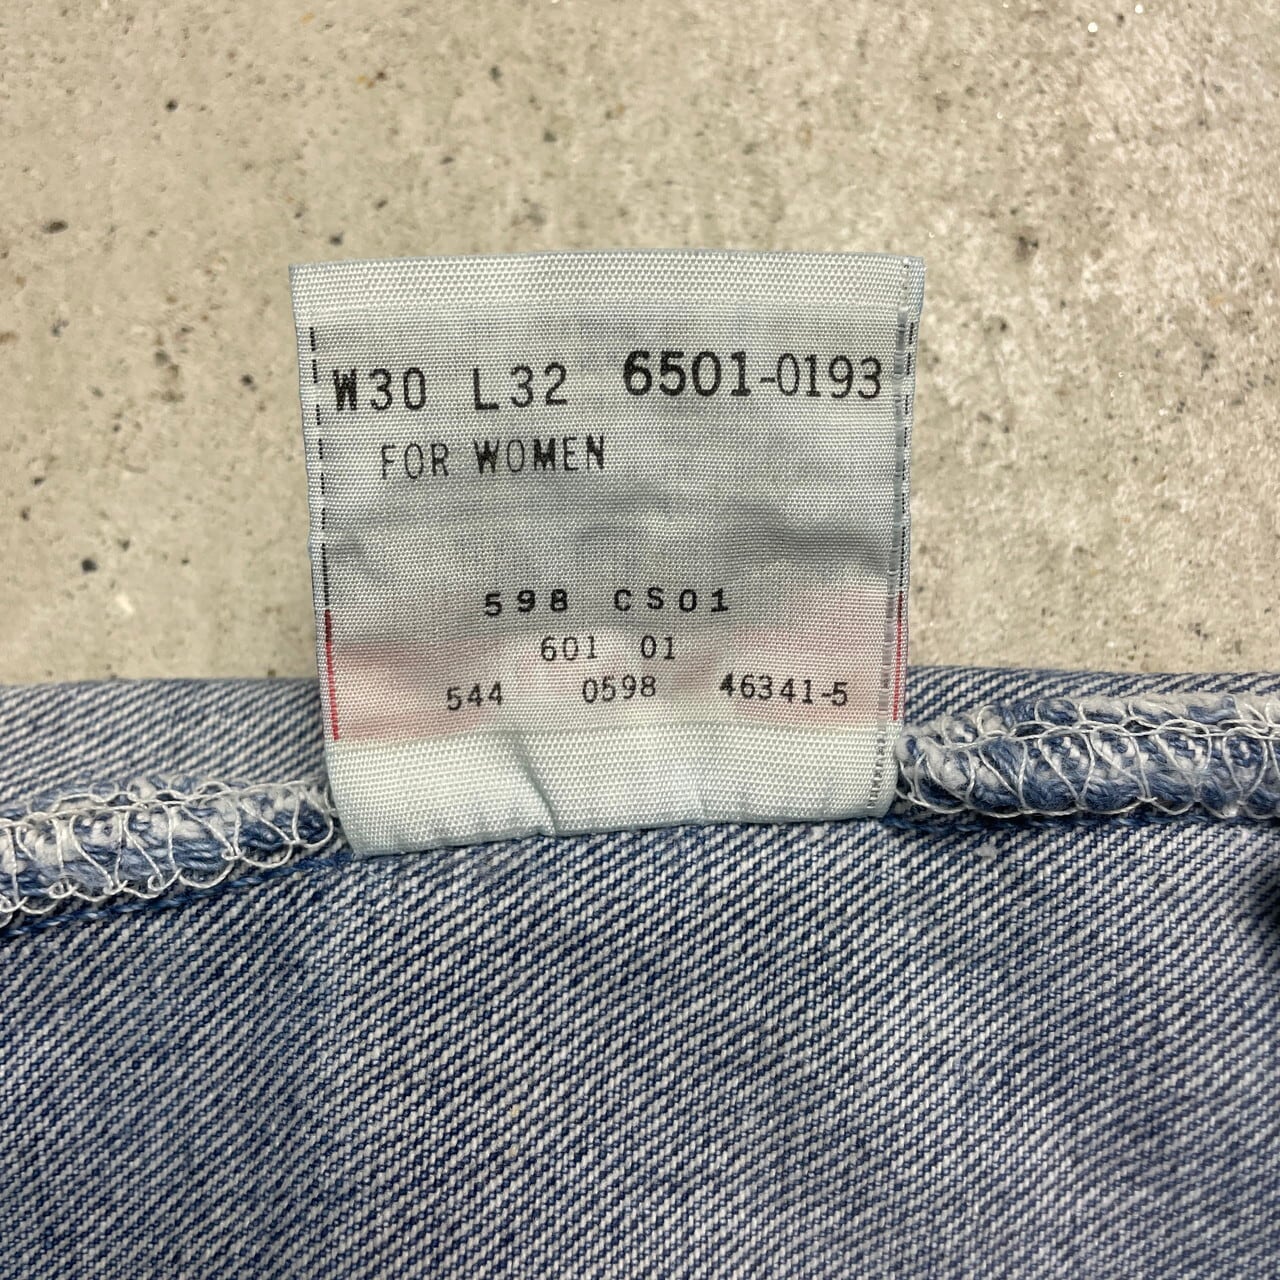 W30 L32 6501-0193
FOR WOMEN
598 CS01
601 01
544 0598 46341-5